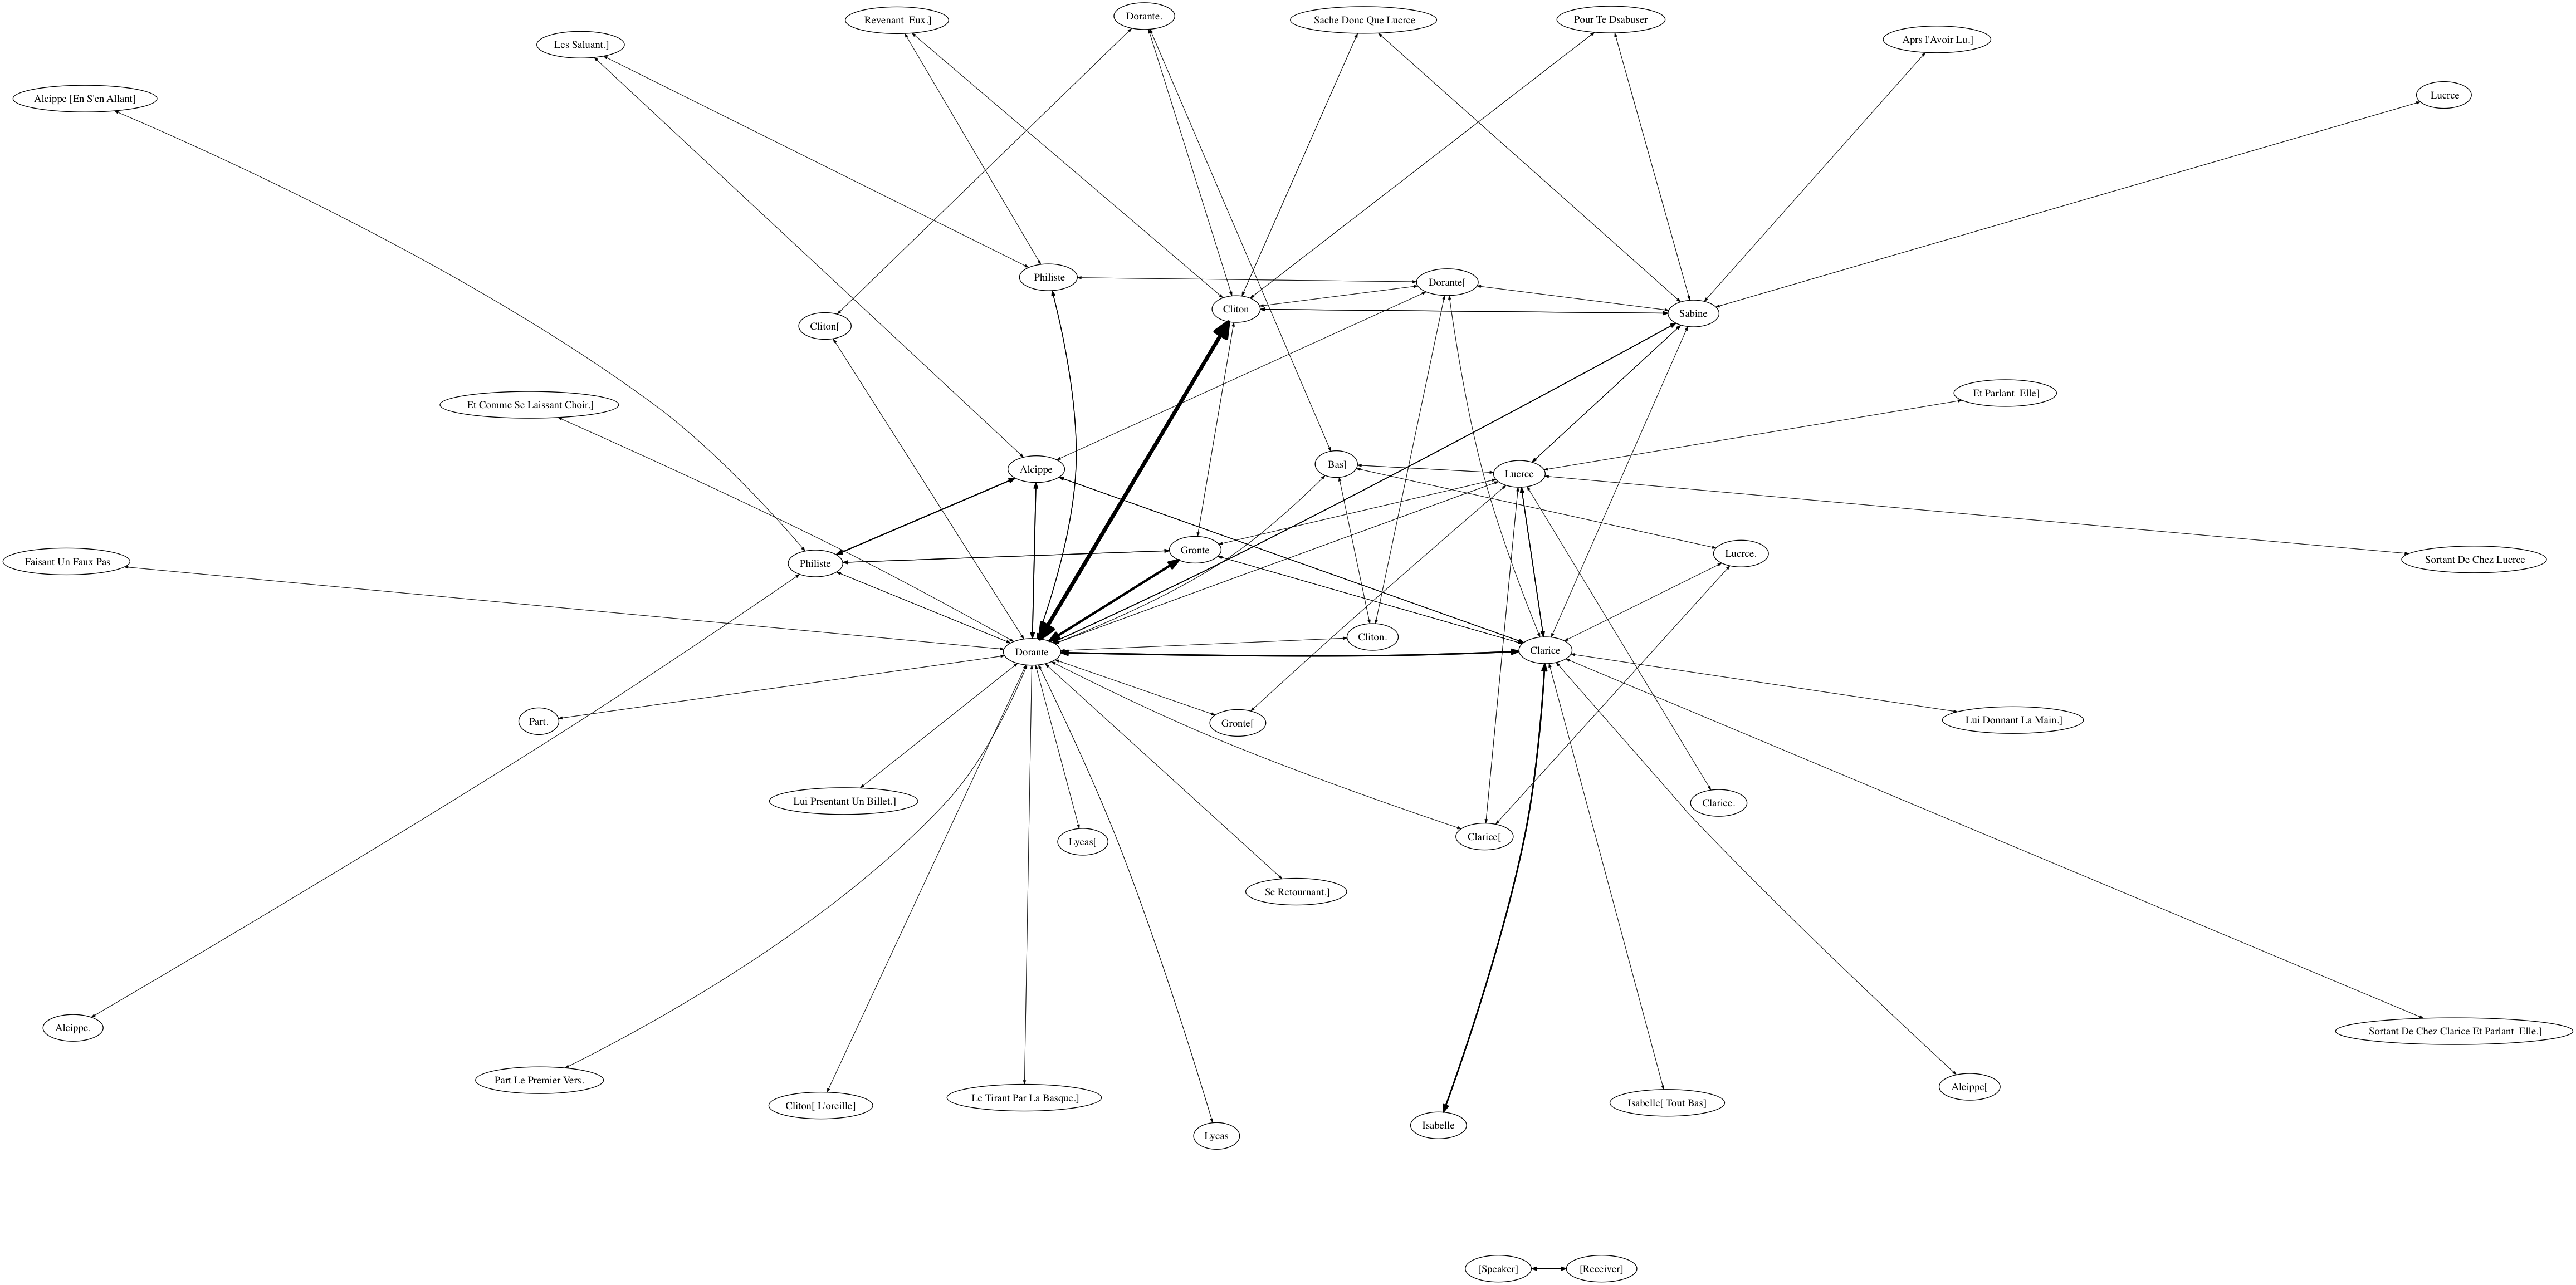 Dorante.
Revenant  Eux.]
Sache Donc Que Lucrce
Pour Te Dsabuser
Aprs l'Avoir Lu.]
Les Saluant.]
Lucrce
Alcippe [En S'en Allant]
Philiste
Dorante[
Cliton
Sabine
Cliton[
Et Parlant  Elle]
Et Comme Se Laissant Choir.]
Bas]
Alcippe
Lucrce
Gronte
Lucrce.
Sortant De Chez Lucrce
Faisant Un Faux Pas
Philiste
Cliton.
Dorante
Clarice
Part.
Gronte[
Lui Donnant La Main.]
Lui Prsentant Un Billet.]
Clarice.
Lycas[
Clarice[
Se Retournant.]
Alcippe.
Sortant De Chez Clarice Et Parlant  Elle.]
Part Le Premier Vers.
Alcippe[
Le Tirant Par La Basque.]
Isabelle[ Tout Bas]
Cliton[ L'oreille]
Isabelle
Lycas
[Speaker]
[Receiver]